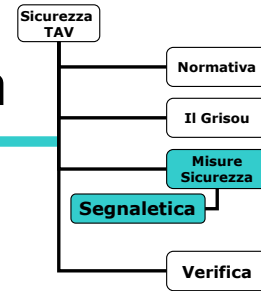 Sicurezza
TAV
Normativa
Il Grisou
Misure
Sicurezza
Segnaletica
Verifica